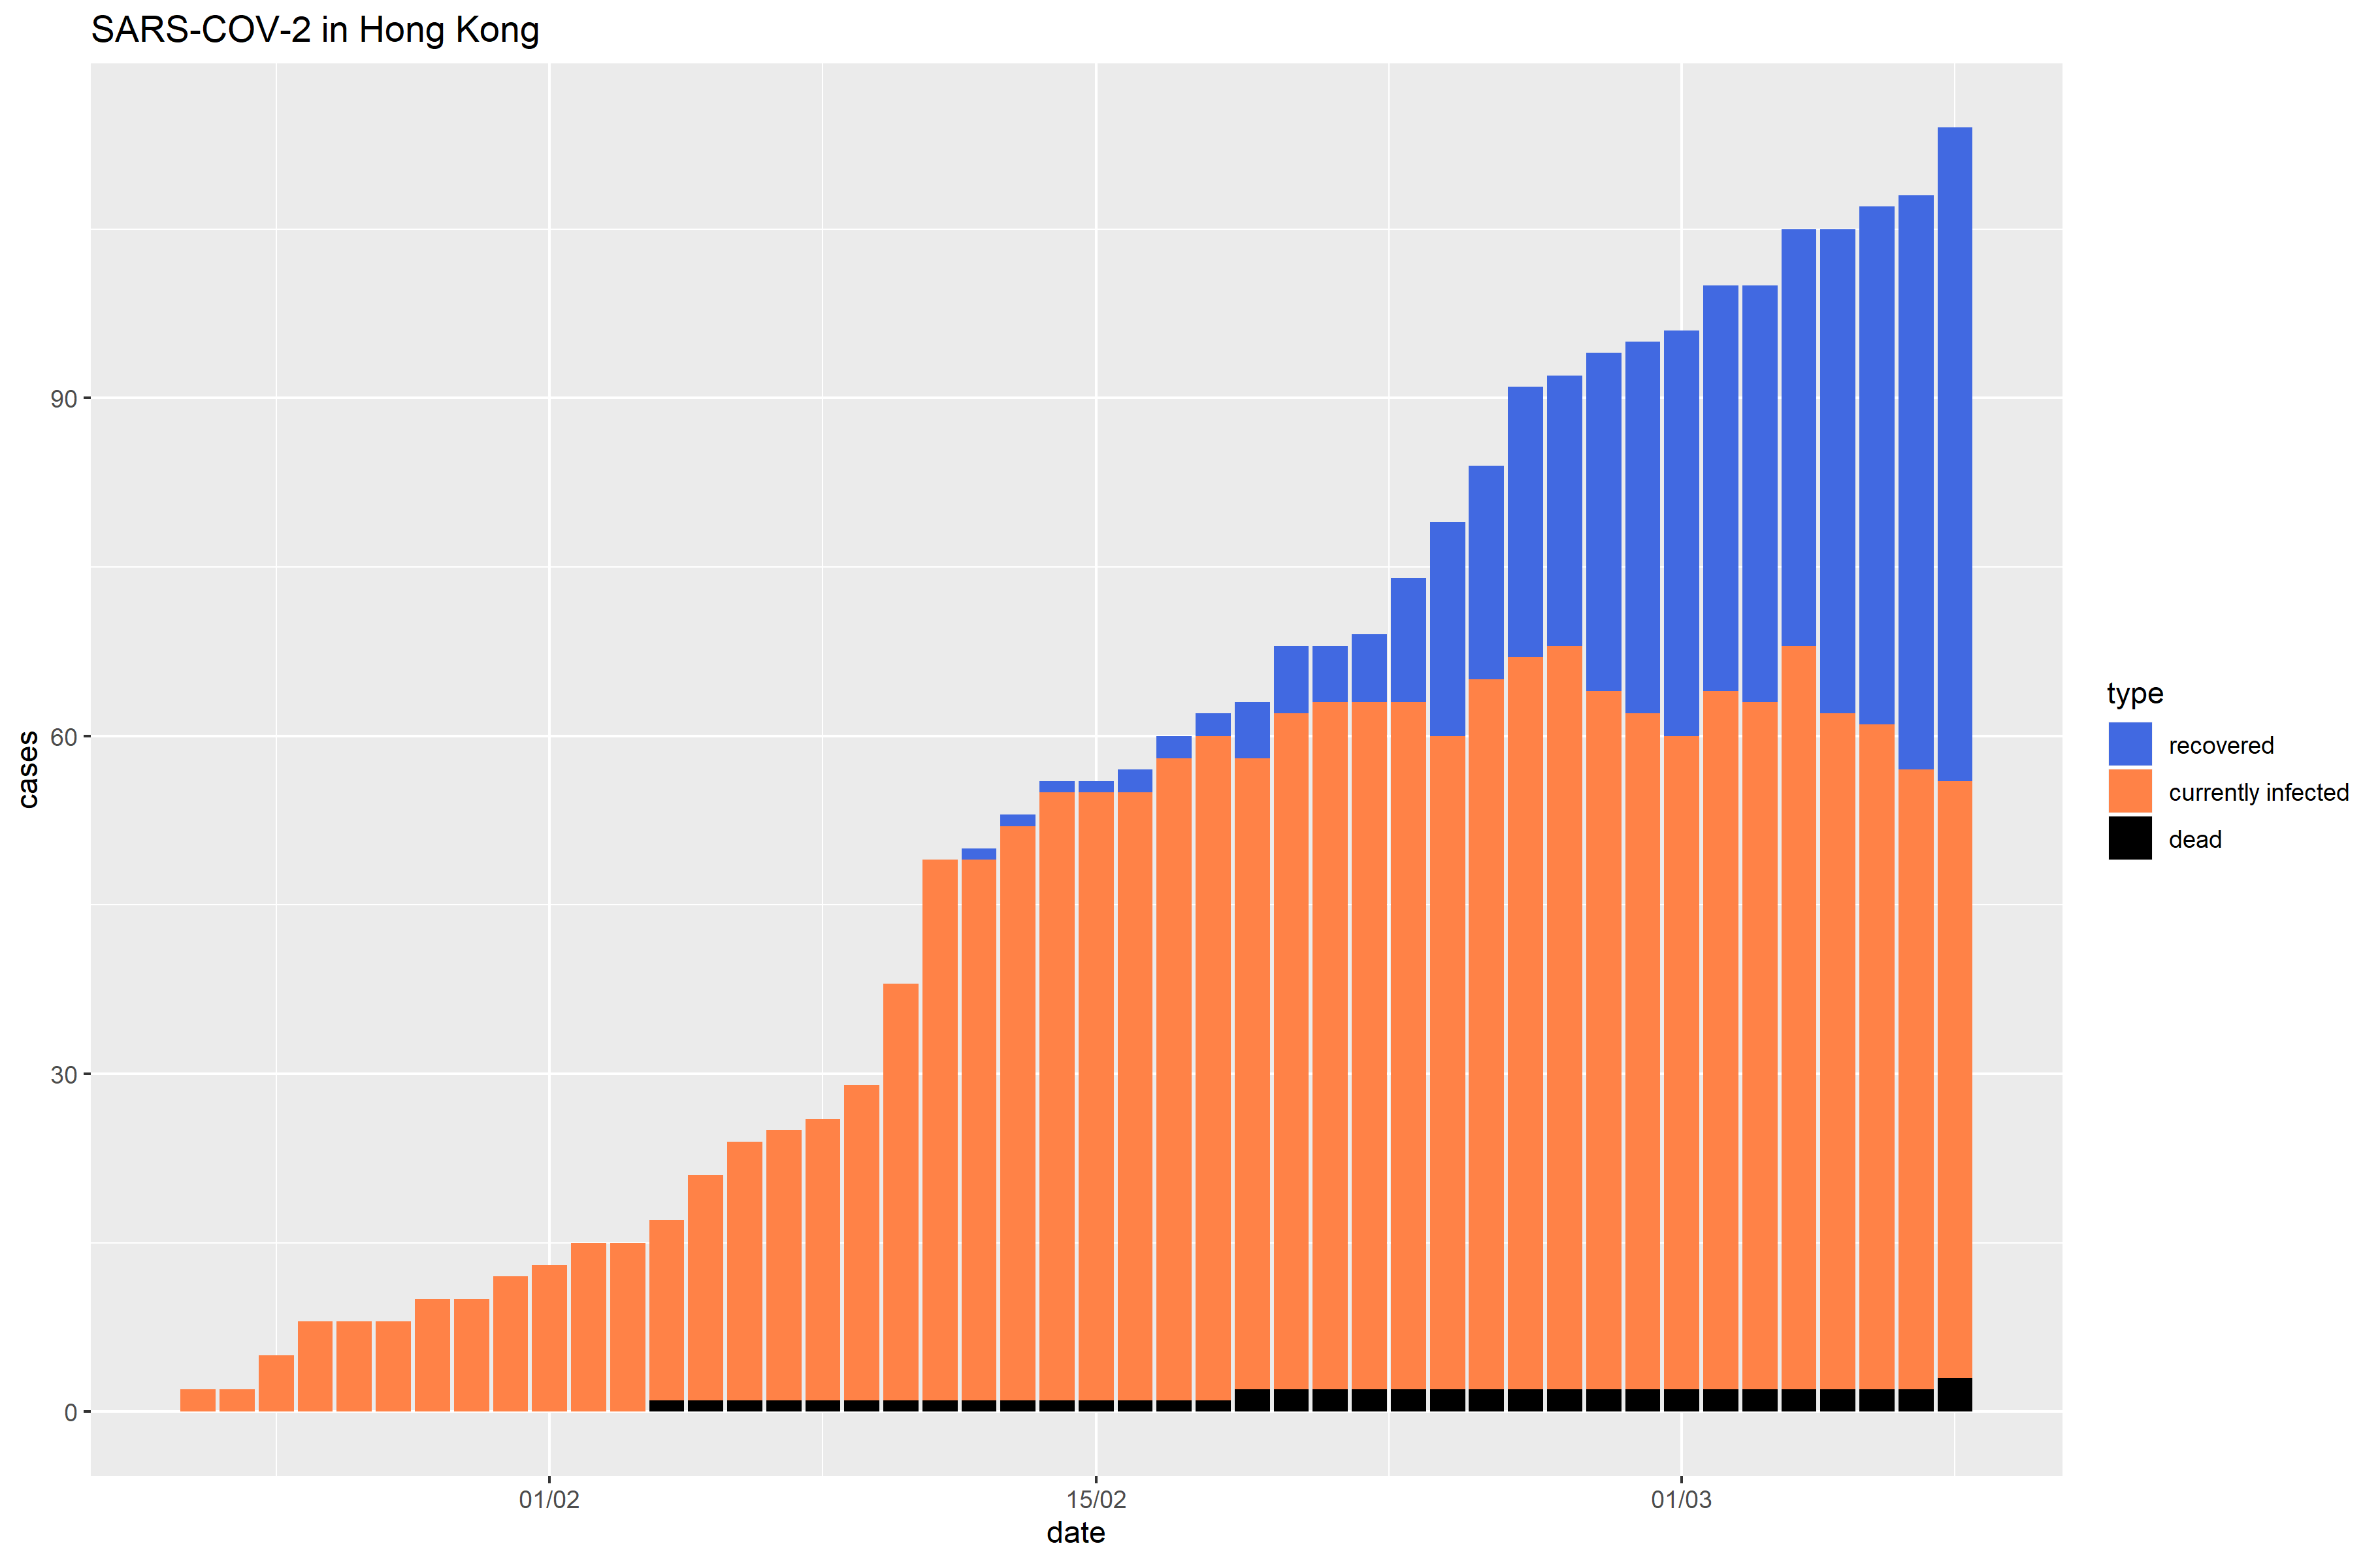 SARS-COV-2 in Hong Kong
cases
90
60
30
0
01/02
15/02
01/03
date
type
recovered
currently infected
dead